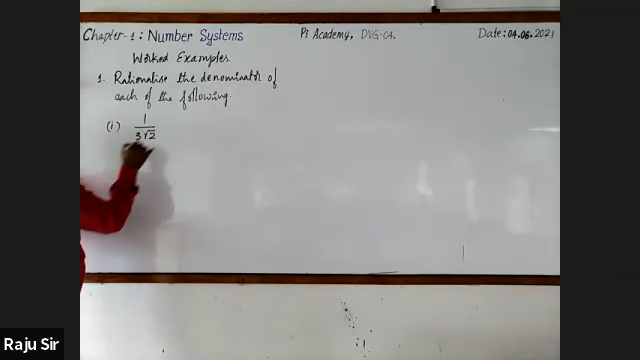 Chapter-1: Number Systems
Pi Academy, DVG-04.
Date: 04.06.2021
Worked Examples
1. Rationalise the denominator of
each of the following.
(i) 1
3√2
Raju Sir